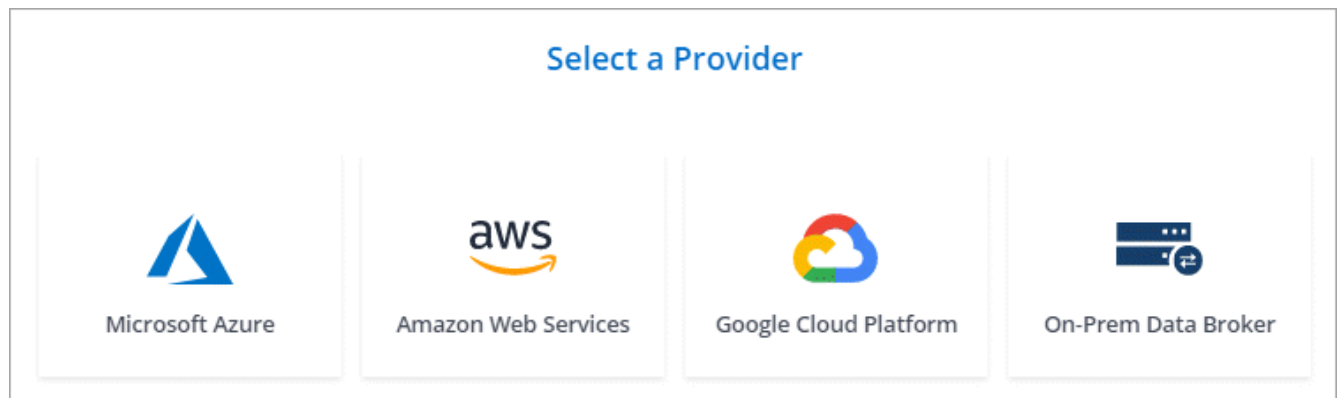 Select a Provider
aws
Microsoft Azure
Amazon Web Services
Google Cloud Platform
On-Prem Data Broker